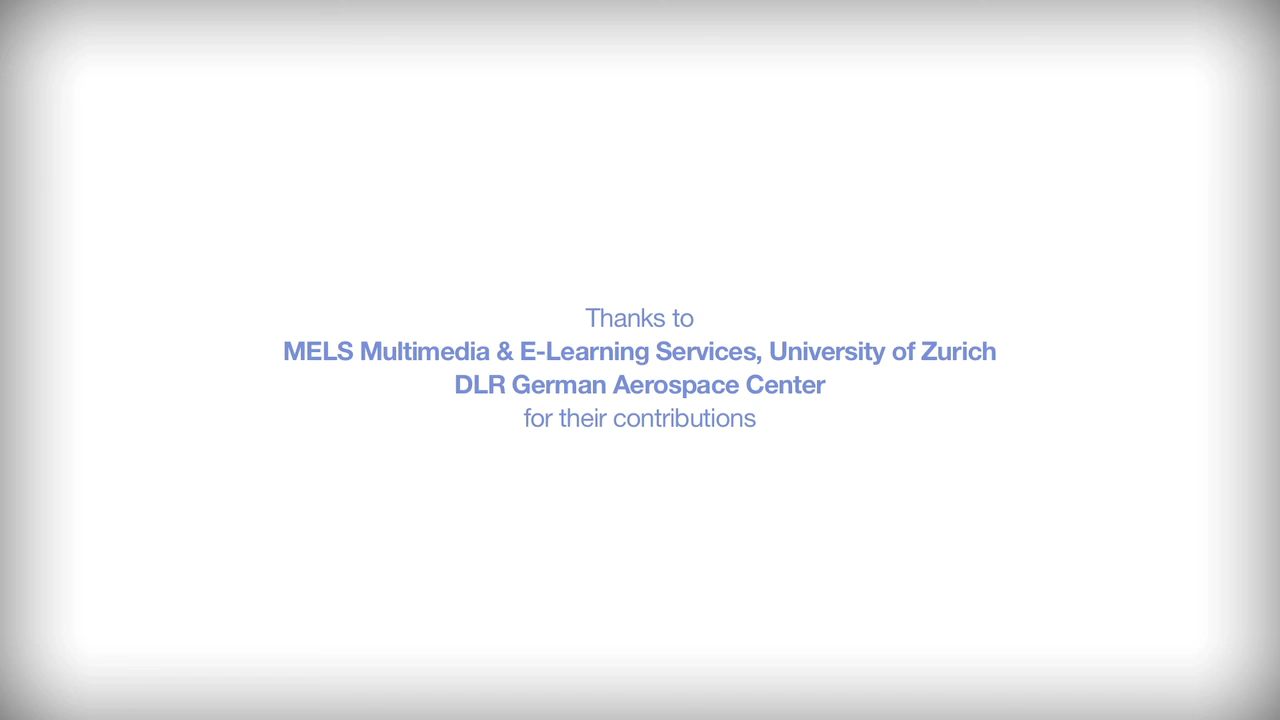 Thanks to
MELS Multimedia & E-Learning Services, University of Zurich
DLR German Aerospace Center
for their contributions